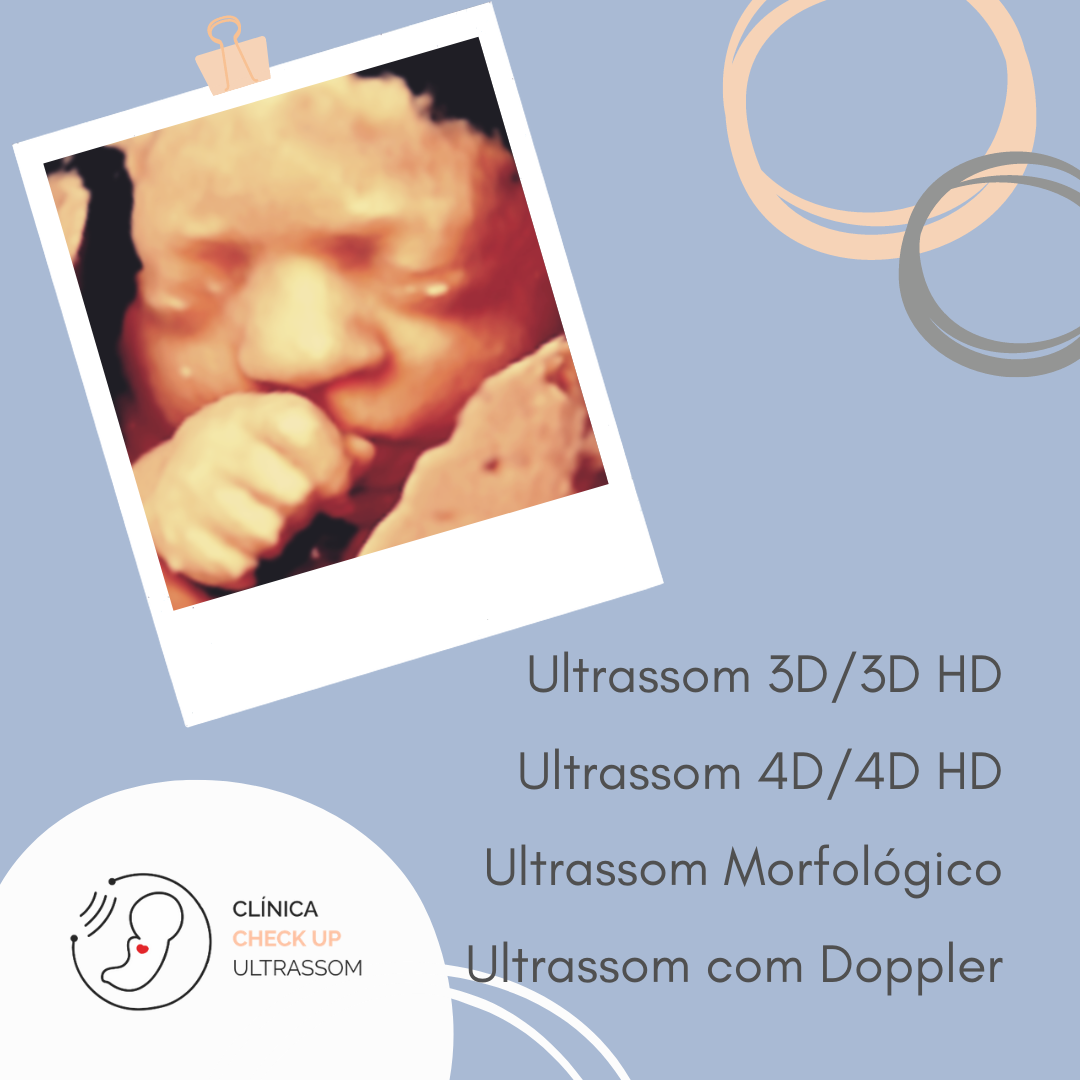 Ultrassom 3D/3D HD
Ultrassom 4D/4D HD
Ultrassom Morfológico
Ultrassom com Doppler
CLÍNICA
CHECK UP
ULTRASSOM